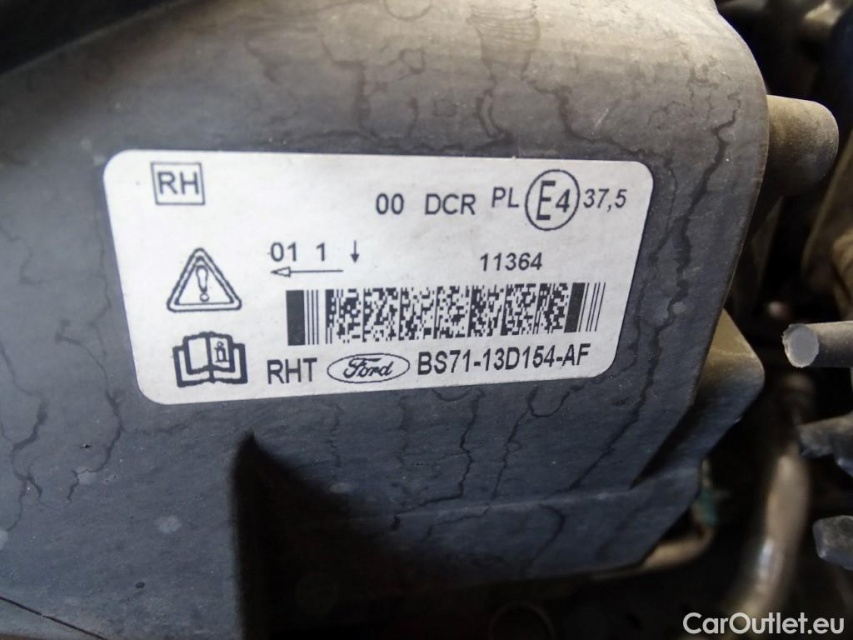 RH
00 DCR PL E4 37,5
01 1 ↓
←
11364
RHT Ford BS71-13D154-AF
CarOutlet.eu